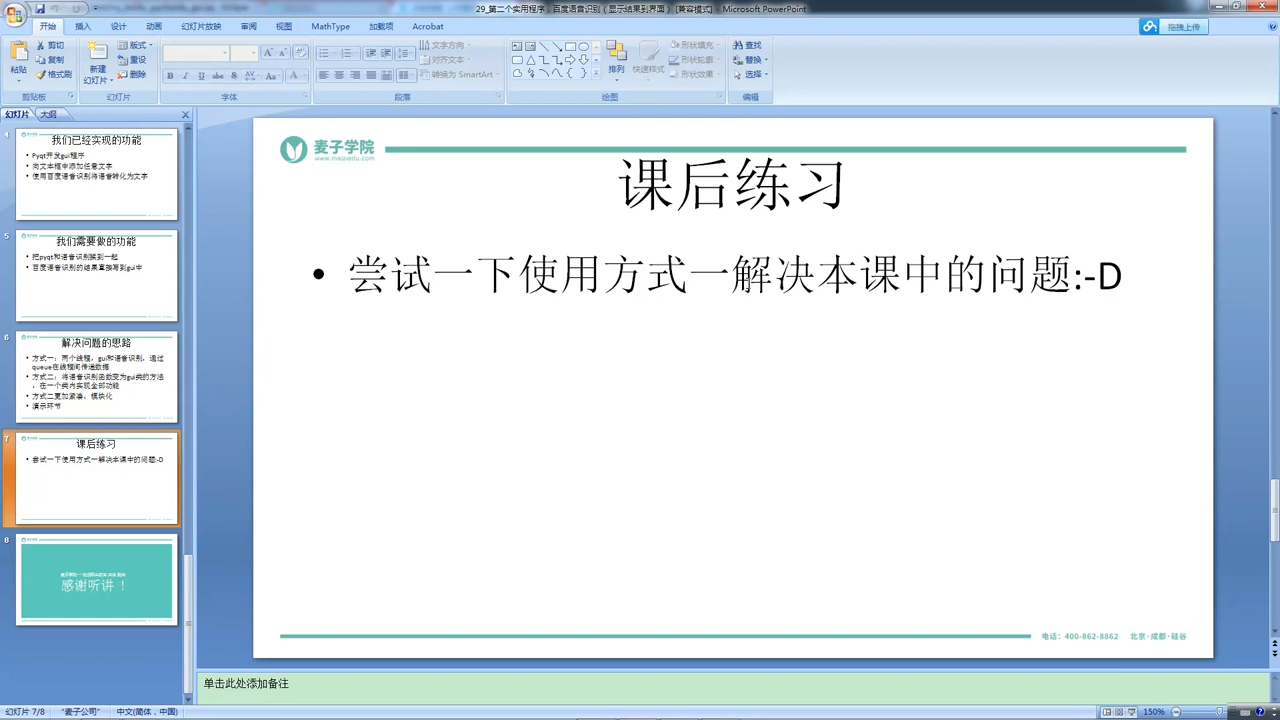 29_第二个实用程序，百度语音识别（显示结果到界面） [兼容模式] - Microsoft PowerPoint
开始 插入 设计 动画 幻灯片放映 审阅 视图 MathType 加载项 Acrobat
拖拽上传
粘贴 剪切 复制 格式刷
新建 幻灯片 版式 重设 删除
文字方向 对齐文本 转换为 SmartArt
排列 快速样式 形状填充 形状轮廓 形状效果
查找 替换 选择
剪贴板 幻灯片 字体 段落 绘图 编辑
幻灯片 大纲
4
我们已经实现的功能
• Pyqt开发gui程序
• 向文本框中添加任意文字
• 使用百度语音识别将语音转化为文字
5
我们需要做的功能
• 把pyqt和语音识别揉到一起
• 百度语音识别的结果直接写到gui中
6
解决问题的思路
• 方式一：两个线程，gui和语音识别，通过
queue在线程间传递数据
• 方式二：将语音识别函数变为gui类的方法
，在一个类内实现全部功能
• 方式二更加紧凑，模块化
• 演示环节
7
课后练习
• 尝试一下使用方式一解决本课中的问题:-D
8
感谢听讲！
麦子学院
www.maiziedu.com
课后练习
• 尝试一下使用方式一解决本课中的问题:-D
电话：400-862-8862 北京·成都·硅谷
单击此处添加备注
幻灯片 7/8 “麦子公司” 中文(简体，中国) 150%